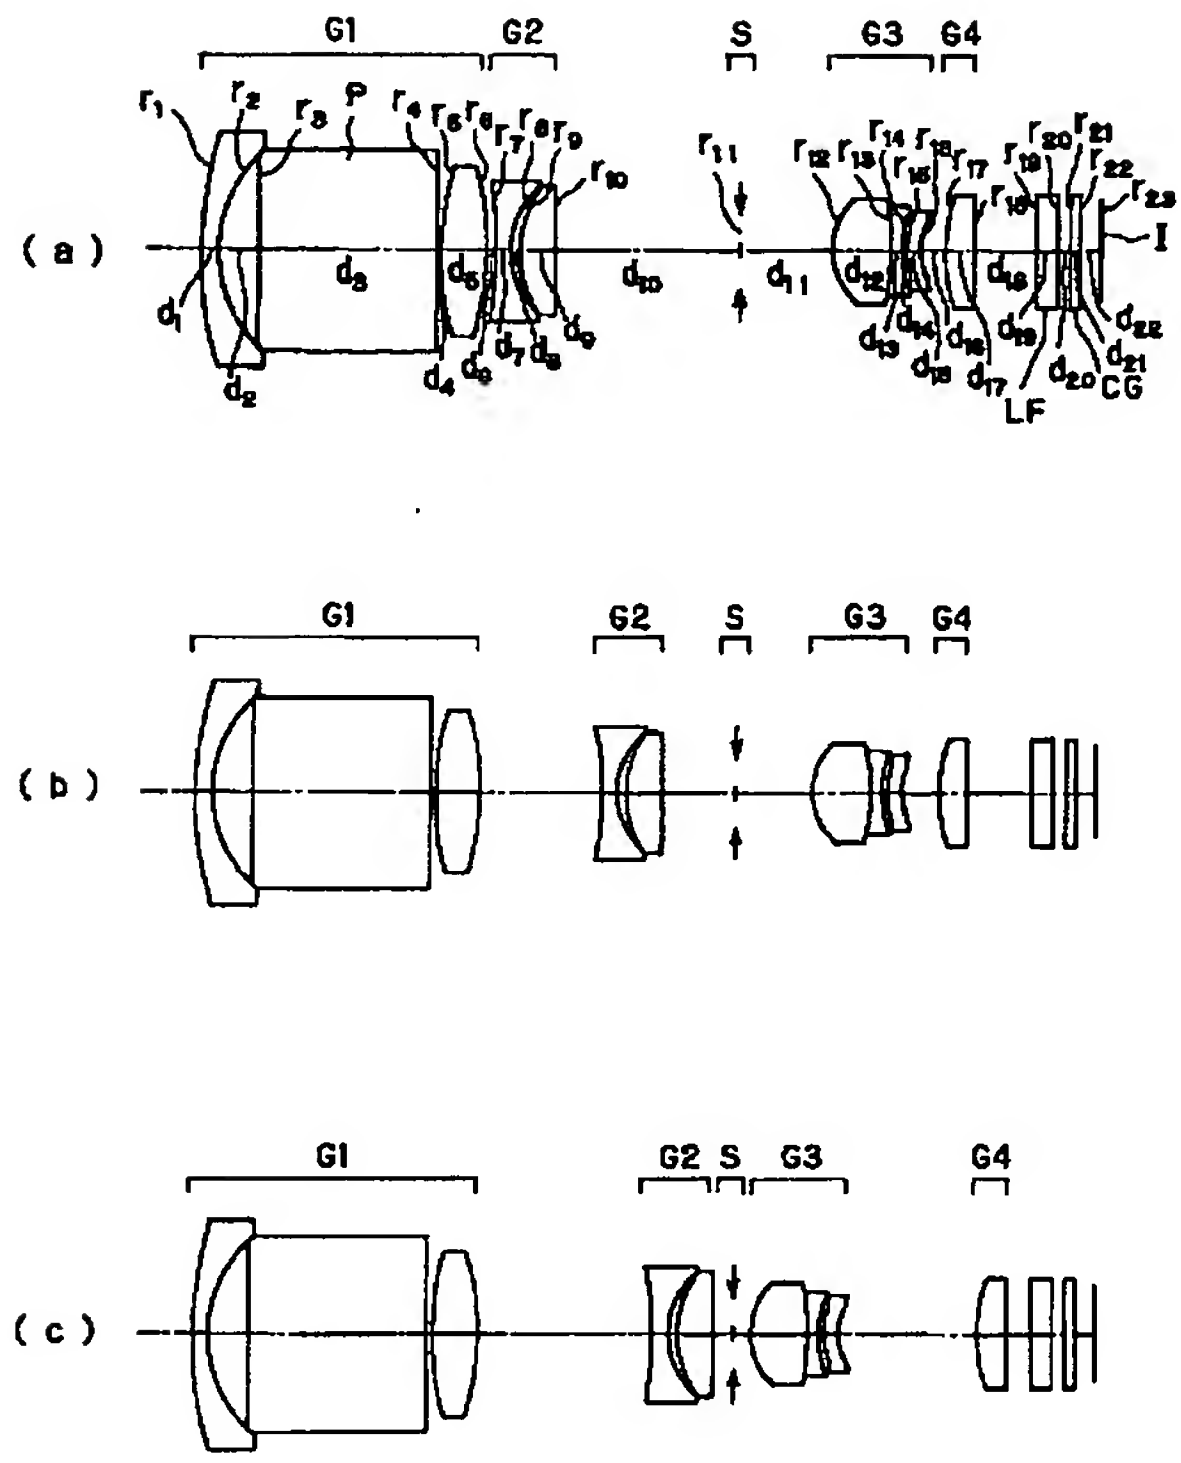 G1 G2 S G3 G4
r1 r2 r3 P r4 r5 r6 r7 r8 r9 r10 r11 r12 r13 r14 r15 r16 r17 r18 r19 r20 r21 r22 r23
(a) I
d1 d2 d3 d4 d5 d6 d7 d8 d9 d10 d11 d12 d13 d14 d15 d16 d17 d18 d19 d20 d21 d22
LF CG
G1 G2 S G3 G4
(b)
G1 G2 S G3 G4
(c)